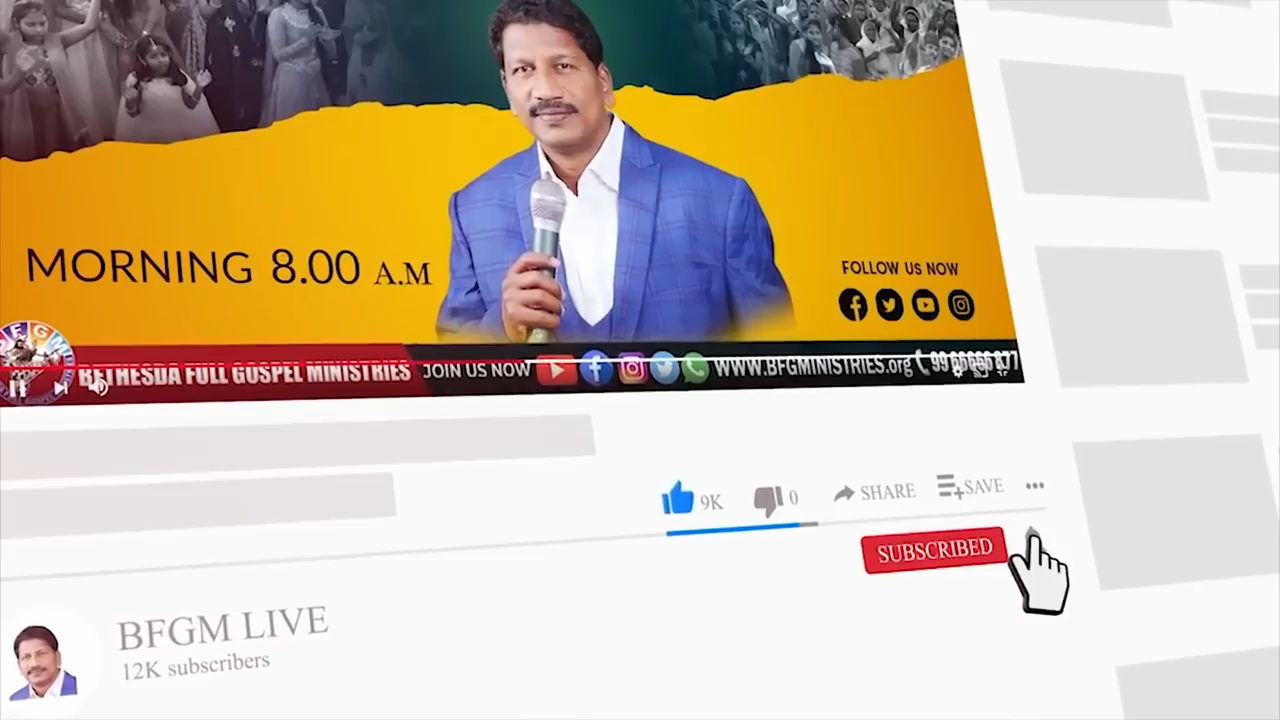 MORNING 8.00 A.M
FOLLOW US NOW
BFGM
BETHESDA FULL GOSPEL MINISTRIES JOIN US NOW WWW.BFGMINISTRIES.org
9K 0 SHARE SAVE
SUBSCRIBED
BFGM LIVE
12K subscribers